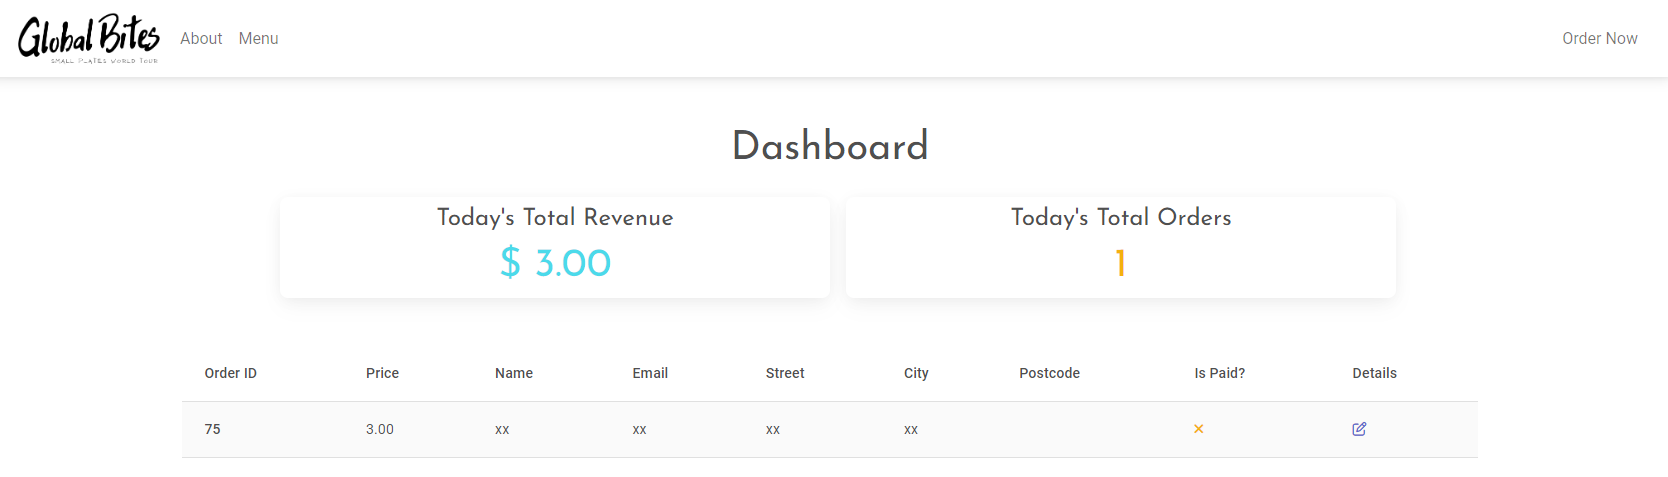 Global Bites
SMALL PLATES WORLD TOUR
About Menu
Order Now
Dashboard
Today's Total Revenue
$ 3.00
Today's Total Orders
1
Order ID Price Name Email Street City Postcode Is Paid? Details
75 3.00 xx xx xx xx